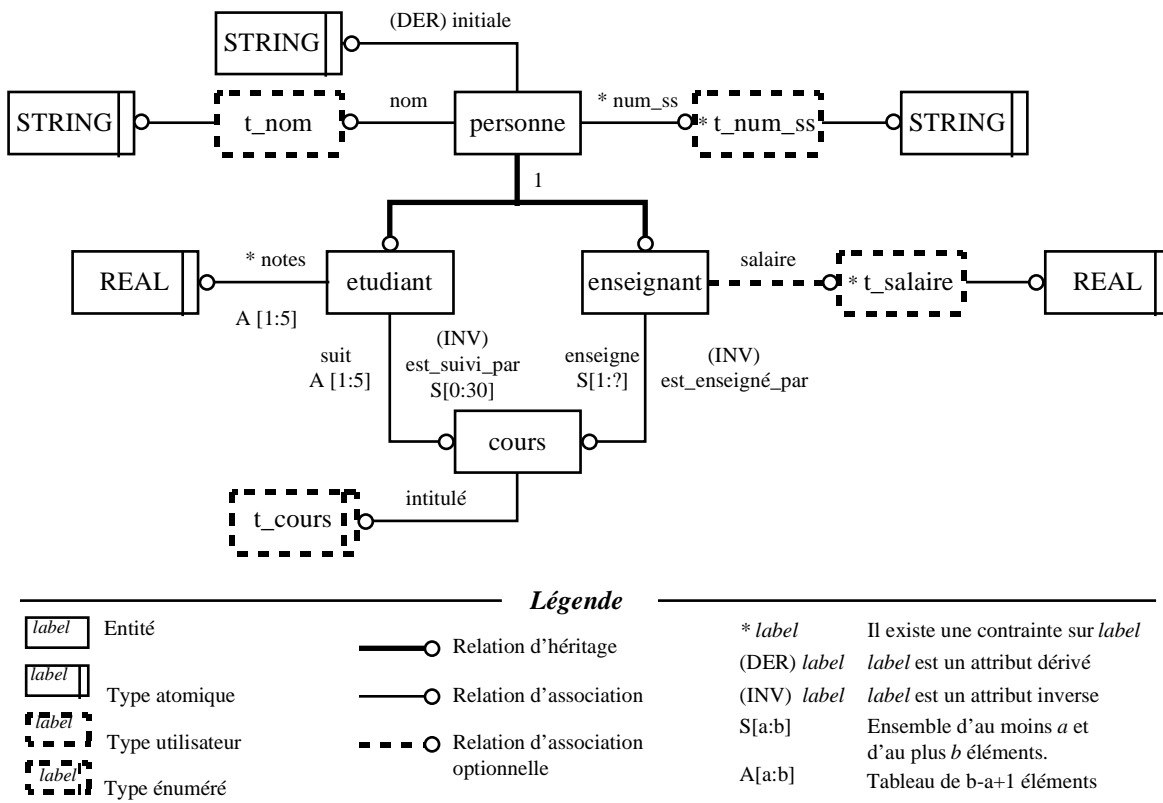 (DER) initiale
STRING
STRING
t_nom
nom
personne
* num_ss
* t_num_ss
STRING
1
REAL
* notes
A [1:5]
etudiant
enseignant
salaire
* t_salaire
REAL
suit
A [1:5]
(INV)
est_suivi_par
S[0:30]
enseigne
S[1:?]
(INV)
est_enseigné_par
cours
intitulé
t_cours
Légende
label Entité
label Type atomique
label Type utilisateur
label Type énuméré
Relation d'héritage
Relation d'association
Relation d'association
optionnelle
* label Il existe une contrainte sur label
(DER) label label est un attribut dérivé
(INV) label label est un attribut inverse
S[a:b] Ensemble d'au moins a et
d'au plus b éléments.
A[a:b] Tableau de b-a+1 éléments